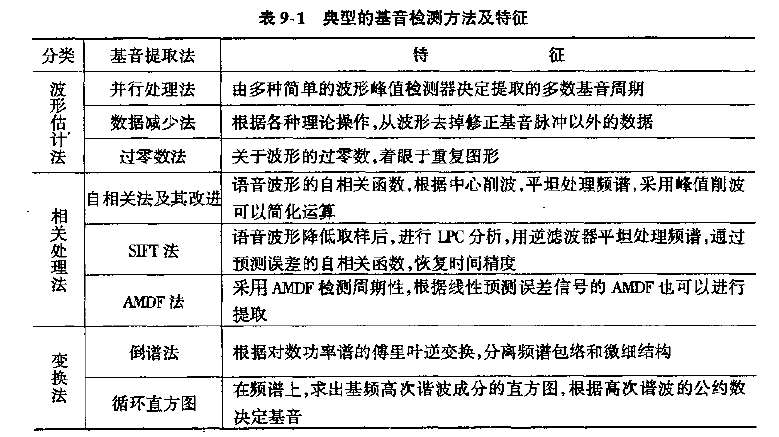 表 9-1 典型的基音检测方法及特征
分类 基音提取法 特 征
波形估计法
并行处理法 由多种简单的波形峰值检测器决定提取的多数基音周期
数据减少法 根据各种理论操作,从波形去掉修正基音脉冲以外的数据
过零数法 关于波形的过零数,着眼于重复图形
相关处理法
自相关法及其改进 语音波形的自相关函数,根据中心削波,平坦处理频谱,采用峰值削波
可以简化运算
SIFT 法 语音波形降低取样后,进行 LPC 分析,用逆滤波器平坦处理频谱,通过
预测误差的自相关函数,恢复时间精度
AMDF 法 采用 AMDF 检测周期性,根据线性预测误差信号的 AMDF 也可以进行
提取
变换法
倒谱法 根据对数功率谱的傅里叶逆变换,分离频谱包络和微细结构
循环直方图 在频谱上,求出基频高次谐波成分的直方图,根据高次谐波的公约数
决定基音